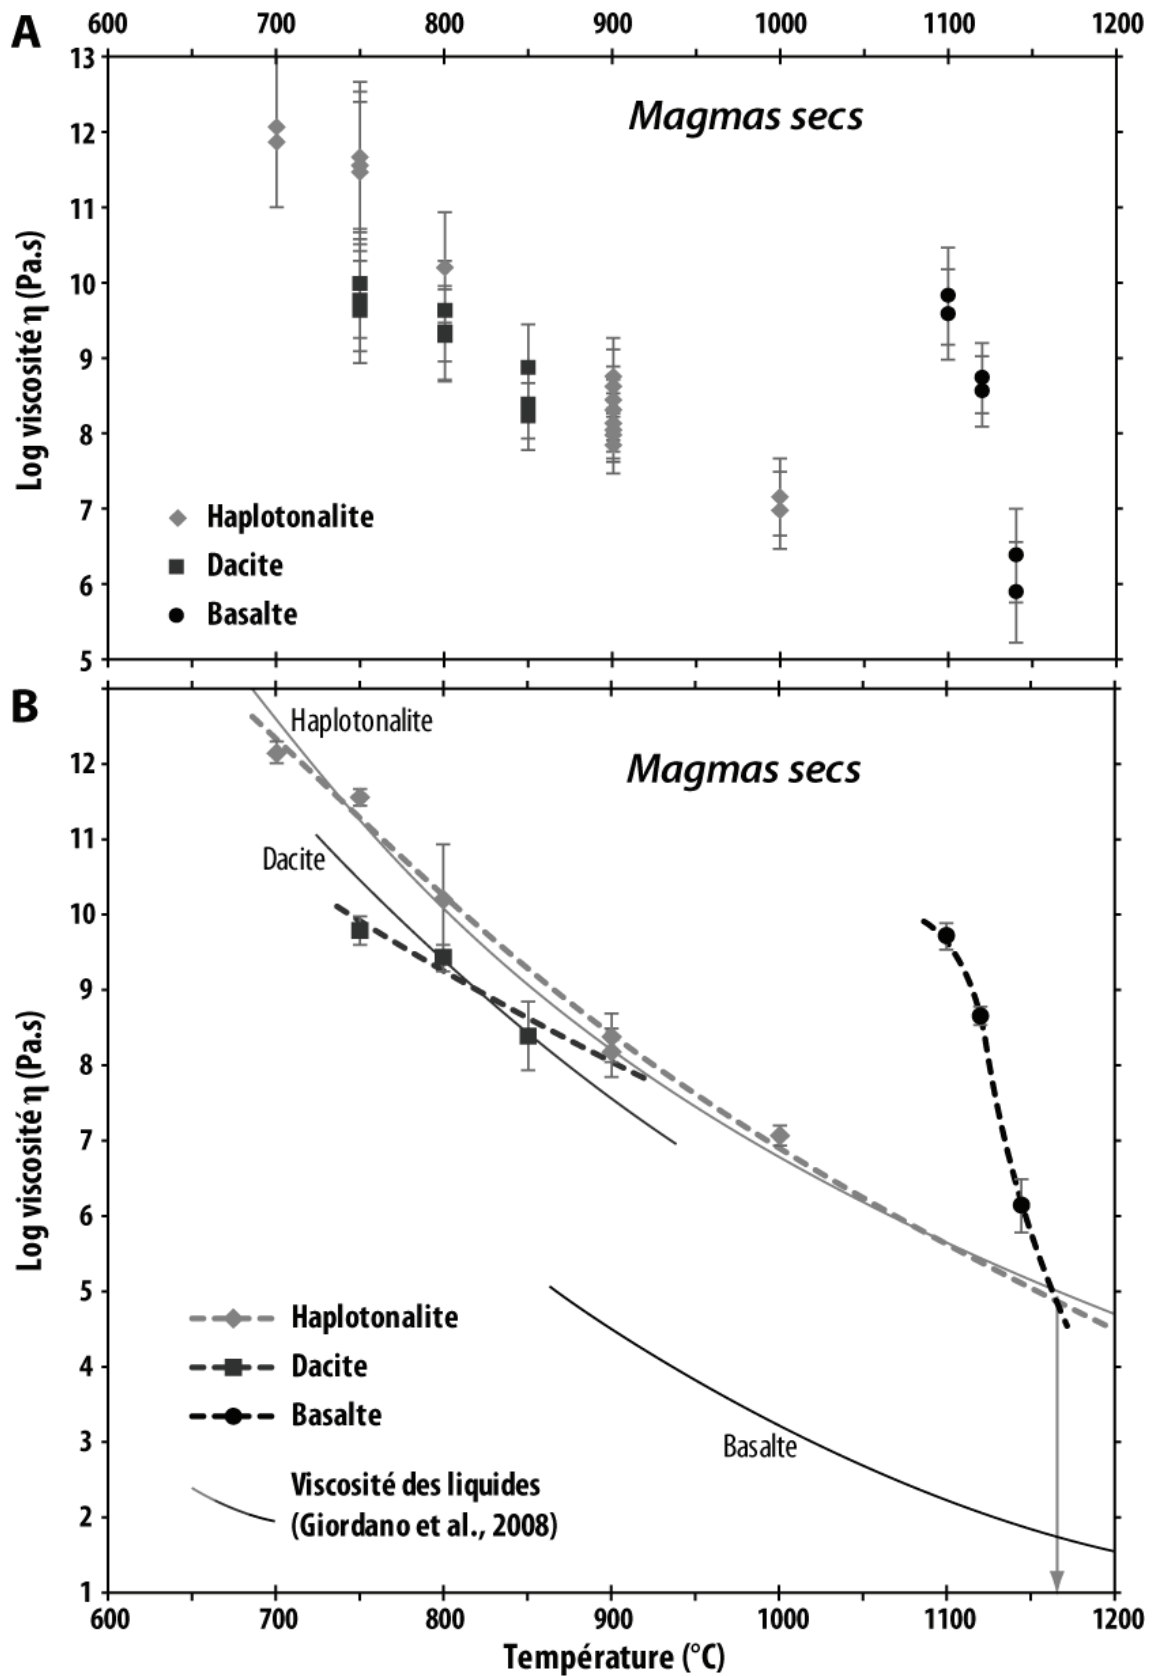 A
600 700 800 900 1000 1100 1200
Magmas secs
13
12
11
10
9
8
7
6
5
Log viscosité η (Pa.s)
Haplotonalite
Dacite
Basalte
B
Haplotonalite
Magmas secs
Dacite
12
11
10
9
8
7
6
5
4
3
2
1
Log viscosité η (Pa.s)
Haplotonalite
Dacite
Basalte
Basalte
Viscosité des liquides
(Giordano et al., 2008)
600 700 800 900 1000 1100 1200
Température (°C)